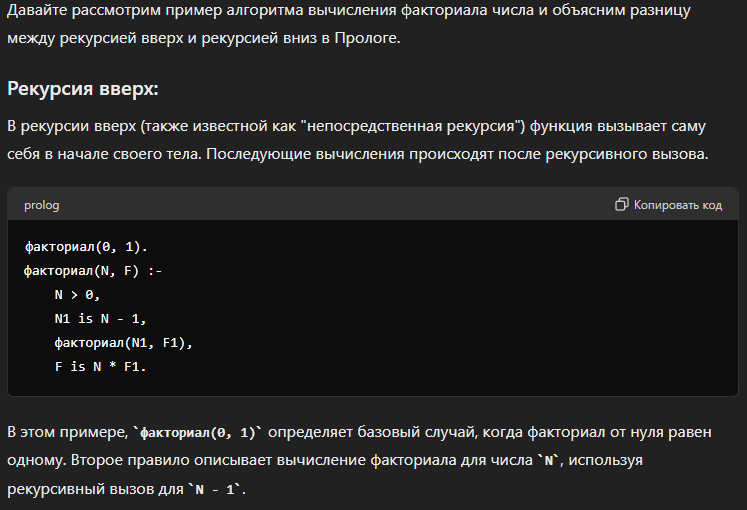 Давайте рассмотрим пример алгоритма вычисления факториала числа и объясним разницу
между рекурсией вверх и рекурсией вниз в Прологе.
Рекурсия вверх:
В рекурсии вверх (также известной как "непосредственная рекурсия") функция вызывает саму
себя в начале своего тела. Последующие вычисления происходят после рекурсивного вызова.
prolog Копировать код
факториал(0, 1).
факториал(N, F) :-
    N > 0,
    N1 is N - 1,
    факториал(N1, F1),
    F is N * F1.
В этом примере, `факториал(0, 1)` определяет базовый случай, когда факториал от нуля равен
одному. Второе правило описывает вычисление факториала для числа `N`, используя
рекурсивный вызов для `N - 1`.